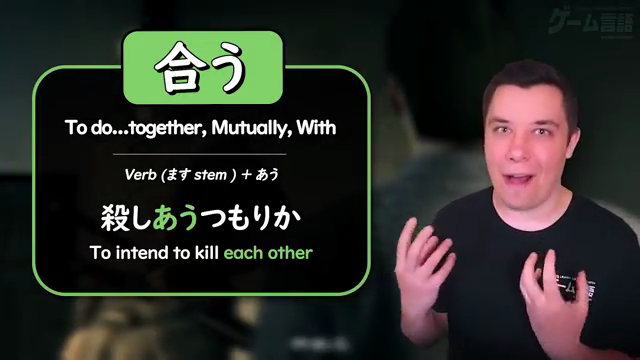 ゲーム言語
合う
To do...together, Mutually, With
Verb (ます stem ) + あう
殺しあうつもりか
To intend to kill each other